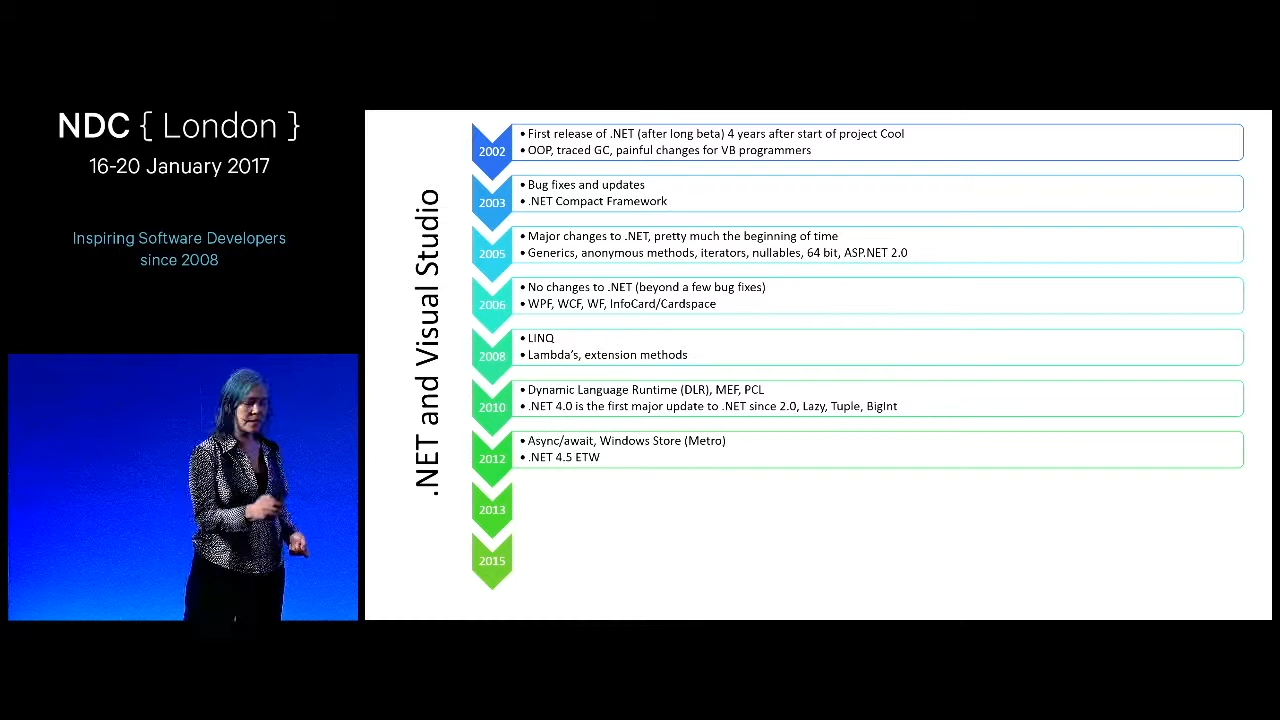 NDC { London }
16-20 January 2017
Inspiring Software Developers
since 2008
.NET and Visual Studio
2002
• First release of .NET (after long beta) 4 years after start of project Cool
• OOP, traced GC, painful changes for VB programmers
2003
• Bug fixes and updates
• .NET Compact Framework
2005
• Major changes to .NET, pretty much the beginning of time
• Generics, anonymous methods, iterators, nullables, 64 bit, ASP.NET 2.0
2006
• No changes to .NET (beyond a few bug fixes)
• WPF, WCF, WF, InfoCard/Cardspace
2008
• LINQ
• Lambda's, extension methods
2010
• Dynamic Language Runtime (DLR), MEF, PCL
• .NET 4.0 is the first major update to .NET since 2.0, Lazy, Tuple, BigInt
2012
• Async/await, Windows Store (Metro)
• .NET 4.5 ETW
2013
2015